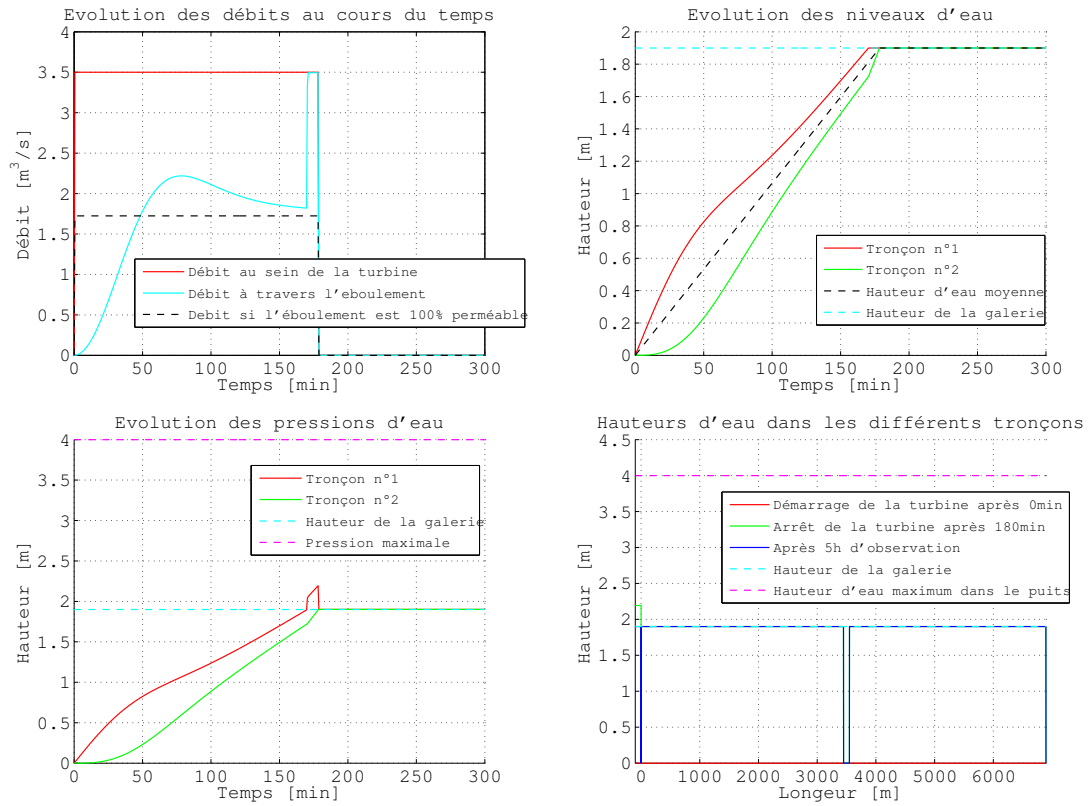 Evolution des débits au cours du temps
4
3.5
3
2.5
2
1.5
1
0.5
0
Débit [m³/s]
Débit au sein de la turbine
Débit à travers l'eboulement
Debit si l'éboulement est 100% perméable
0 50 100 150 200 250 300
Temps [min]
Evolution des niveaux d'eau
2
1.8
1.6
1.4
1.2
1
0.8
0.6
0.4
0.2
0
Hauteur [m]
Tronçon n°1
Tronçon n°2
Hauteur d'eau moyenne
Hauteur de la galerie
0 50 100 150 200 250 300
Temps [min]
Evolution des pressions d'eau
4
3.5
3
2.5
2
1.5
1
0.5
0
Hauteur [m]
Tronçon n°1
Tronçon n°2
Hauteur de la galerie
Pression maximale
0 50 100 150 200 250 300
Temps [min]
Hauteurs d'eau dans les différents tronçons
4.5
4
3.5
3
2.5
2
1.5
1
0.5
0
Hauteur [m]
Démarrage de la turbine après 0min
Arrêt de la turbine après 180min
Après 5h d'observation
Hauteur de la galerie
Hauteur d'eau maximum dans le puits
0 1000 2000 3000 4000 5000 6000
Longeur [m]